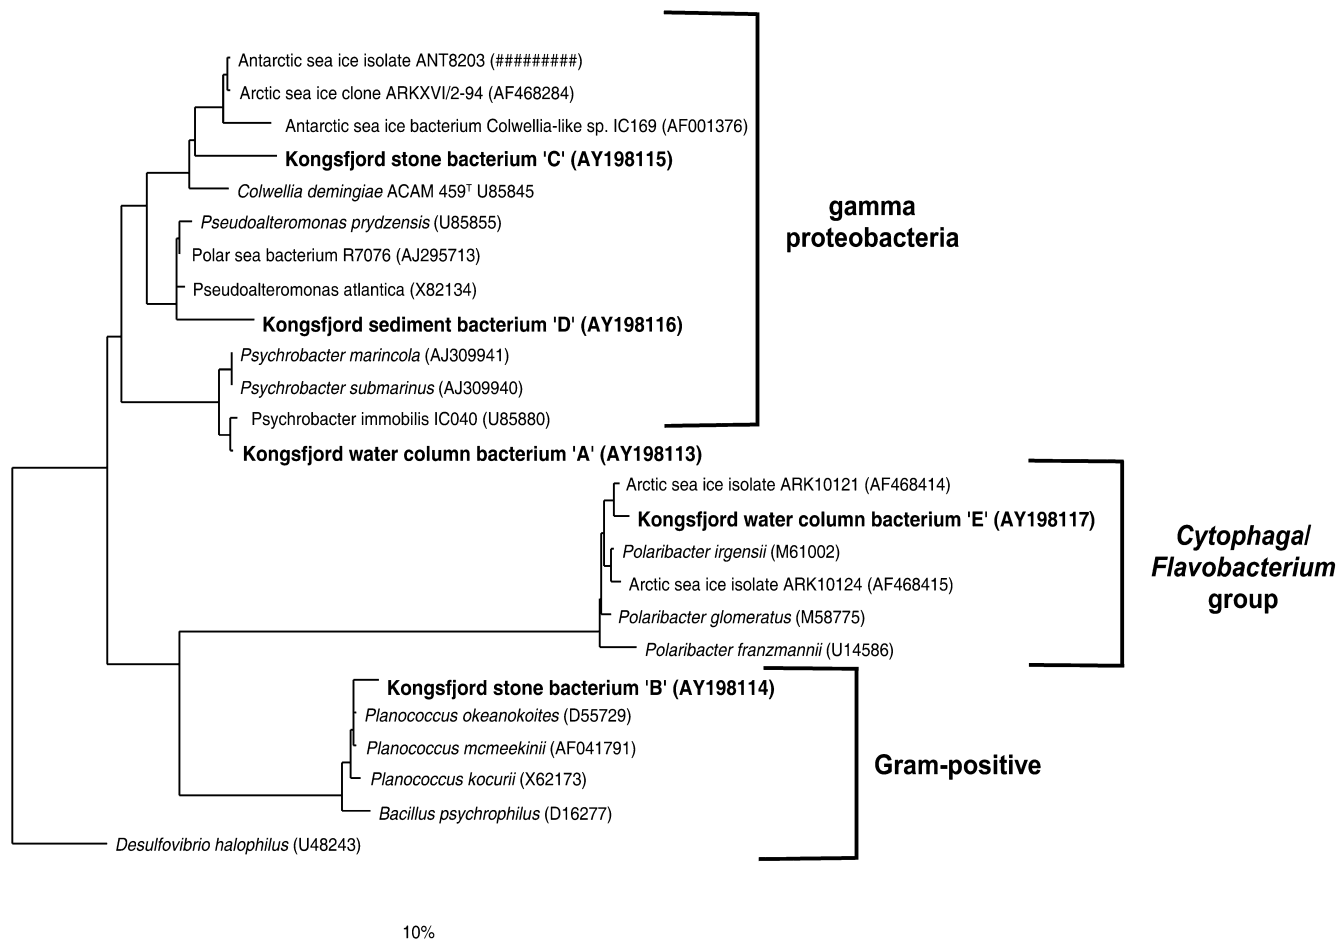 Antarctic sea ice isolate ANT8203 (#########)
Arctic sea ice clone ARKXVI/2-94 (AF468284)
Antarctic sea ice bacterium Colwellia-like sp. IC169 (AF001376)
Kongsfjord stone bacterium 'C' (AY198115)
Colwellia demingiae ACAM 459ᵀ U85845
Pseudoalteromonas prydzensis (U85855)
Polar sea bacterium R7076 (AJ295713)
Pseudoalteromonas atlantica (X82134)
Kongsfjord sediment bacterium 'D' (AY198116)
Psychrobacter marincola (AJ309941)
Psychrobacter submarinus (AJ309940)
Psychrobacter immobilis IC040 (U85880)
Kongsfjord water column bacterium 'A' (AY198113)
gamma
proteobacteria
Arctic sea ice isolate ARK10121 (AF468414)
Kongsfjord water column bacterium 'E' (AY198117)
Polaribacter irgensii (M61002)
Arctic sea ice isolate ARK10124 (AF468415)
Polaribacter glomeratus (M58775)
Polaribacter franzmannii (U14586)
Cytophaga/
Flavobacterium
group
Kongsfjord stone bacterium 'B' (AY198114)
Planococcus okeanokoites (D55729)
Planococcus mcmeekinii (AF041791)
Planococcus kocurii (X62173)
Bacillus psychrophilus (D16277)
Gram-positive
Desulfovibrio halophilus (U48243)
10%